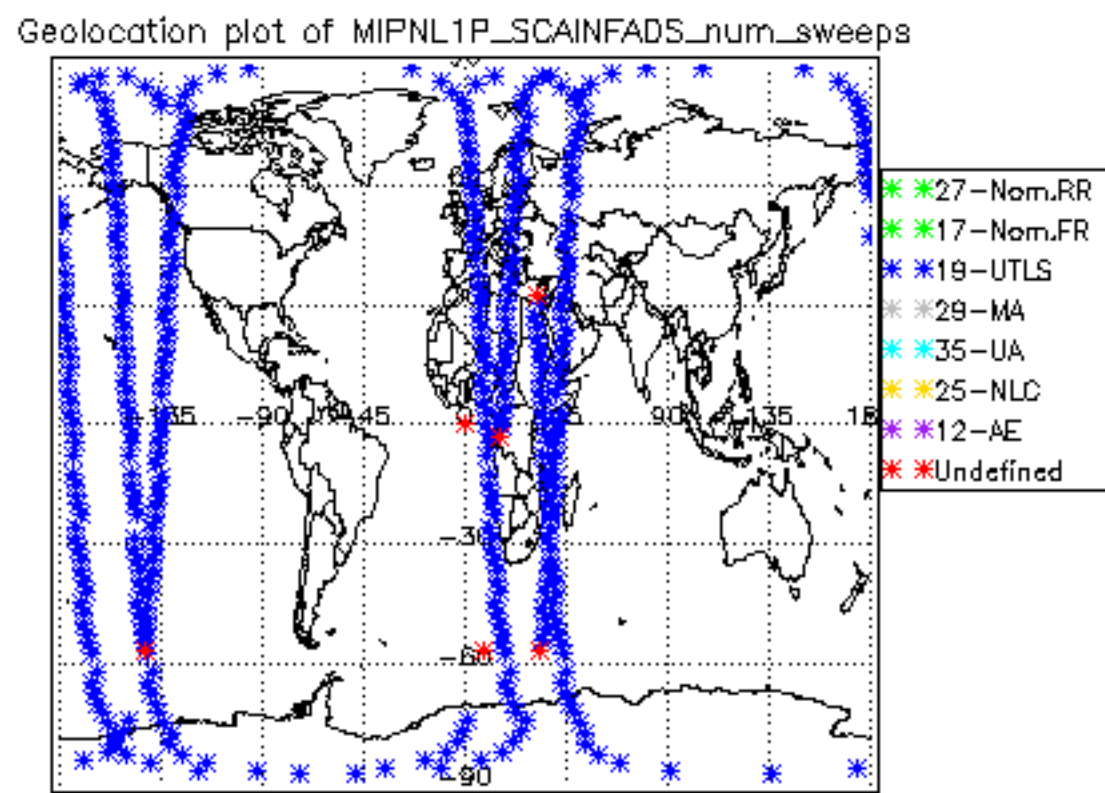 Geolocation plot of MIPNL1P_SCAINFADS_num_sweeps
27-Nom.RR
17-Nom.FR
19-UTLS
29-MA
35-UA
25-NLC
12-AE
Undefined
-90
45
90
135
-30
-60
-90